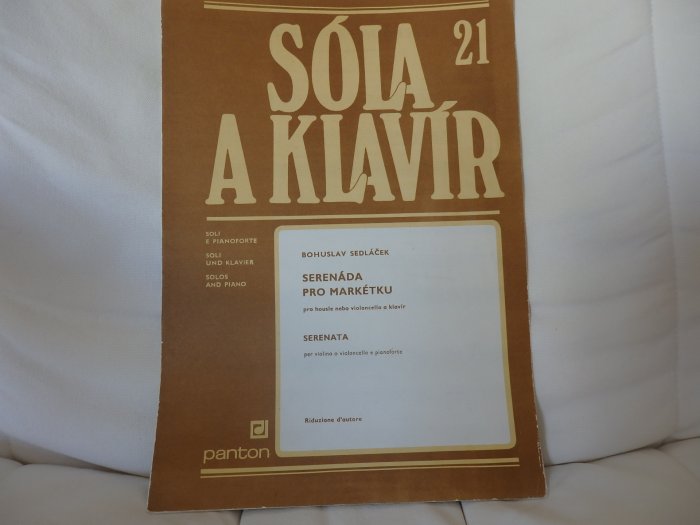 SÓLA 21
A KLAVÍR
SOLI
E PIANOFORTE
SOLI
UND KLAVIER
SOLOS
AND PIANO
BOHUSLAV SEDLÁČEK
SERENÁDA
PRO MARKÉTKU
pro housle nebo violoncello a klavír
SERENATA
per violino o violoncello e pianoforte
Riduzione d'autore
panton